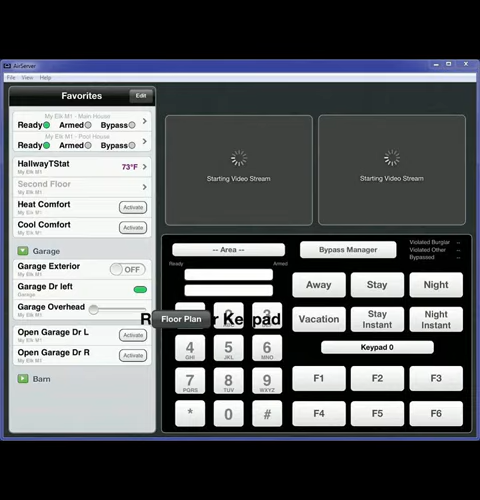 AirServer
File View Help
Favorites
Edit
My Elk M1 - Main House
Ready Armed Bypass
My Elk M1 - Pool House
Ready Armed Bypass
HallwayTStat
My Elk M1
73°F
Second Floor
My Elk M1
Heat Comfort
My Elk M1
Activate
Cool Comfort
My Elk M1
Activate
Garage
Garage Exterior
My Elk M1
OFF
Garage Dr left
Garage
Garage Overhead
My Elk M1
Open Garage Dr L
My Elk M1
Activate
Open Garage Dr R
My Elk M1
Activate
Barn
Starting Video Stream
Starting Video Stream
-- Area --
Bypass Manager
Violated Burglar --
Violated Other --
Bypassed --
Ready Armed
Floor Plan
Keypad
4 GHI
5 JKL
6 MNO
7 PQRS
8 TUV
9 WXYZ
* 0 #
Away Stay Night
Vacation Stay Instant Night Instant
Keypad 0
F1 F2 F3
F4 F5 F6